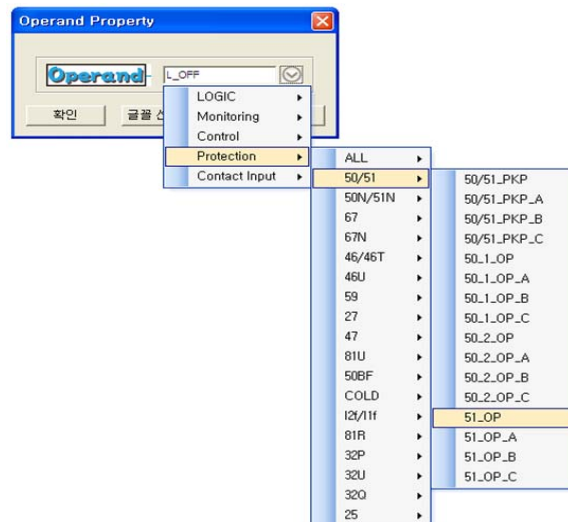 Operand Property
Operand
L_OFF
확인
글꼴
LOGIC
Monitoring
Control
Protection
Contact Input
ALL
50/51
50N/51N
67
67N
46/46T
46U
59
27
47
81U
50BF
COLD
I2f/I1f
81R
32P
32U
32Q
25
50/51_PKP
50/51_PKP_A
50/51_PKP_B
50/51_PKP_C
50_1_OP
50_1_OP_A
50_1_OP_B
50_1_OP_C
50_2_OP
50_2_OP_A
50_2_OP_B
50_2_OP_C
51_OP
51_OP_A
51_OP_B
51_OP_C